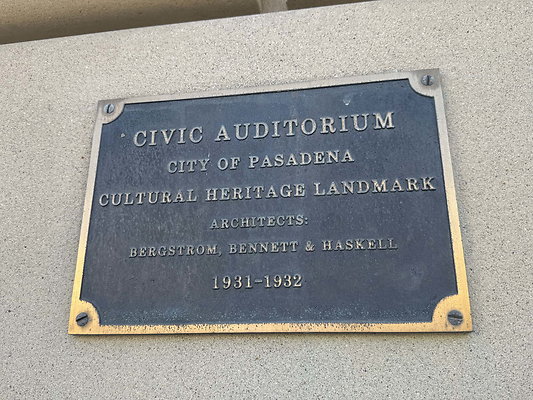 CIVIC AUDITORIUM
CITY OF PASADENA
CULTURAL HERITAGE LANDMARK
ARCHITECTS:
BERGSTROM, BENNETT & HASKELL
1931-1932